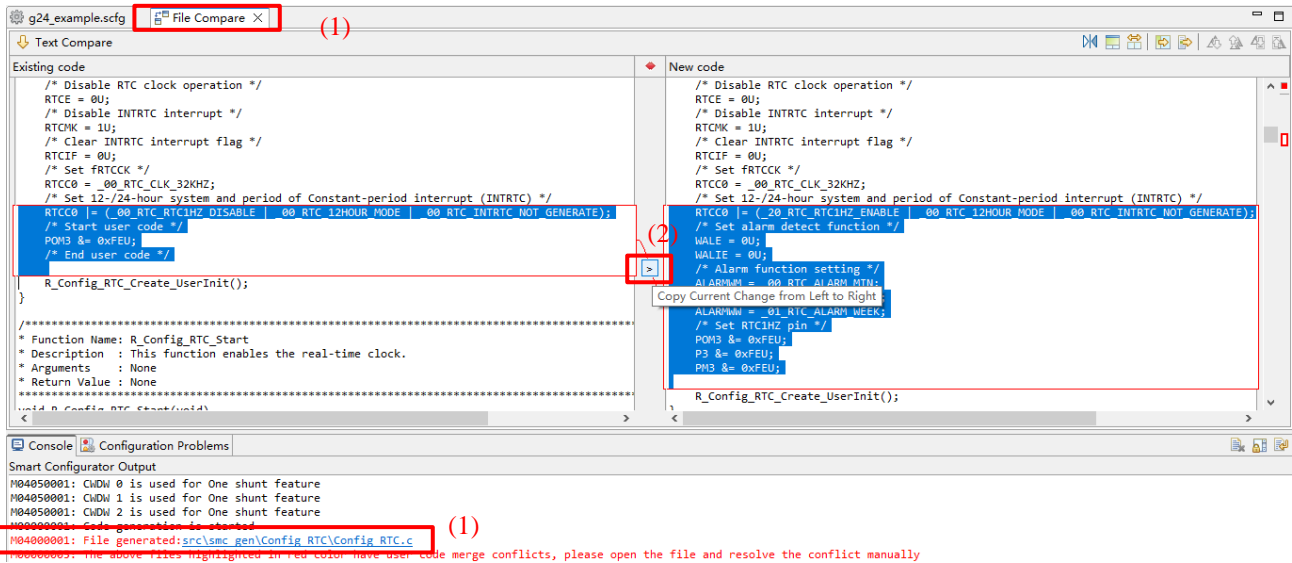 g24_example.scfg
File Compare
(1)
Text Compare
Existing code
/* Disable RTC clock operation */
RTCE = 0U;
/* Disable INTRTC interrupt */
RTCMK = 1U;
/* Clear INTRTC interrupt flag */
RTCIF = 0U;
/* Set fRTCCK */
RTCC0 = _00_RTC_CLK_32KHZ;
/* Set 12-/24-hour system and period of Constant-period interrupt (INTRTC) */
RTCC0 |= (_00_RTC_RTC1HZ_DISABLE | _00_RTC_12HOUR_MODE | _00_RTC_INTRTC_NOT_GENERATE);
/* Start user code */
POM3 &= 0xFEU;
/* End user code */
R_Config_RTC_Create_UserInit();
}
/***********************************************************************************
* Function Name: R_Config_RTC_Start
* Description  : This function enables the real-time clock.
* Arguments    : None
* Return Value : None
***********************************************************************************
void R_Config_RTC_Start(void)
(2)
>
Copy Current Change from Left to Right
New code
/* Disable RTC clock operation */
RTCE = 0U;
/* Disable INTRTC interrupt */
RTCMK = 1U;
/* Clear INTRTC interrupt flag */
RTCIF = 0U;
/* Set fRTCCK */
RTCC0 = _00_RTC_CLK_32KHZ;
/* Set 12-/24-hour system and period of Constant-period interrupt (INTRTC) */
RTCC0 |= (_20_RTC_RTC1HZ_ENABLE | _00_RTC_12HOUR_MODE | _00_RTC_INTRTC_NOT_GENERATE);
/* Set alarm detect function */
WALE = 0U;
WALIE = 0U;
/* Alarm function setting */
ALARMWM = _00_RTC_ALARM_MIN;
ALARMWW = _01_RTC_ALARM_WEEK;
/* Set RTC1HZ pin */
POM3 &= 0xFEU;
P3 &= 0xFEU;
PM3 &= 0xFEU;
R_Config_RTC_Create_UserInit();
}
Console
Configuration Problems
Smart Configurator Output
M04050001: CWDW 0 is used for One shunt feature
M04050001: CWDW 1 is used for One shunt feature
M04050001: CWDW 2 is used for One shunt feature
M00000001: Code generation is started
M04000001: File generated:src\smc_gen\Config_RTC\Config_RTC.c
(1)
M00000003: The above files highlighted in red color have user code merge conflicts, please open the file and resolve the conflict manually